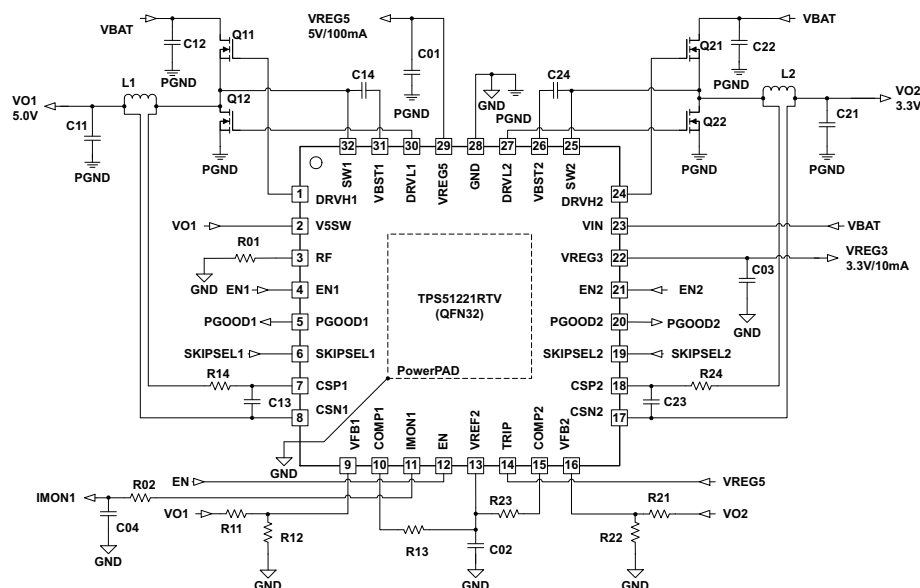 VBAT
Q11
C12
PGND
VREG5
5V/100mA
C01
PGND
C14
L1
VO1
5.0V
C11
PGND
Q12
PGND
GND
PGND
C24
Q21
VBAT
C22
PGND
L2
VO2
3.3V
C21
PGND
Q22
PGND
32 31 30 29 28 27 26 25
SW1 VBST1 DRVL1 VREG5 GND DRVL2 VBST2 SW2
1 DRVH1
DRVH2 24
VO1 2 V5SW
VIN 23 VBAT
R01 3 RF
GND
VREG3 22
VREG3
3.3V/10mA
C03
GND
EN1 4 EN1
EN2 21 EN2
TPS51221RTV
(QFN32)
PGOOD1 5 PGOOD1
PGOOD2 20 PGOOD2
SKIPSEL1 6 SKIPSEL1
SKIPSEL2 19 SKIPSEL2
PowerPAD
R14 7 CSP1
CSP2 18 R24
C13
C23
8 CSN1
CSN2 17
GND
VFB1 COMP1 IMON1 EN VREF2 TRIP COMP2 VFB2
9 10 11 12 13 14 15 16
EN
VREG5
IMON1 R02
C04
GND
VO1 R11
R12
GND
R13
R23
C02
GND
R21
VO2
R22
GND